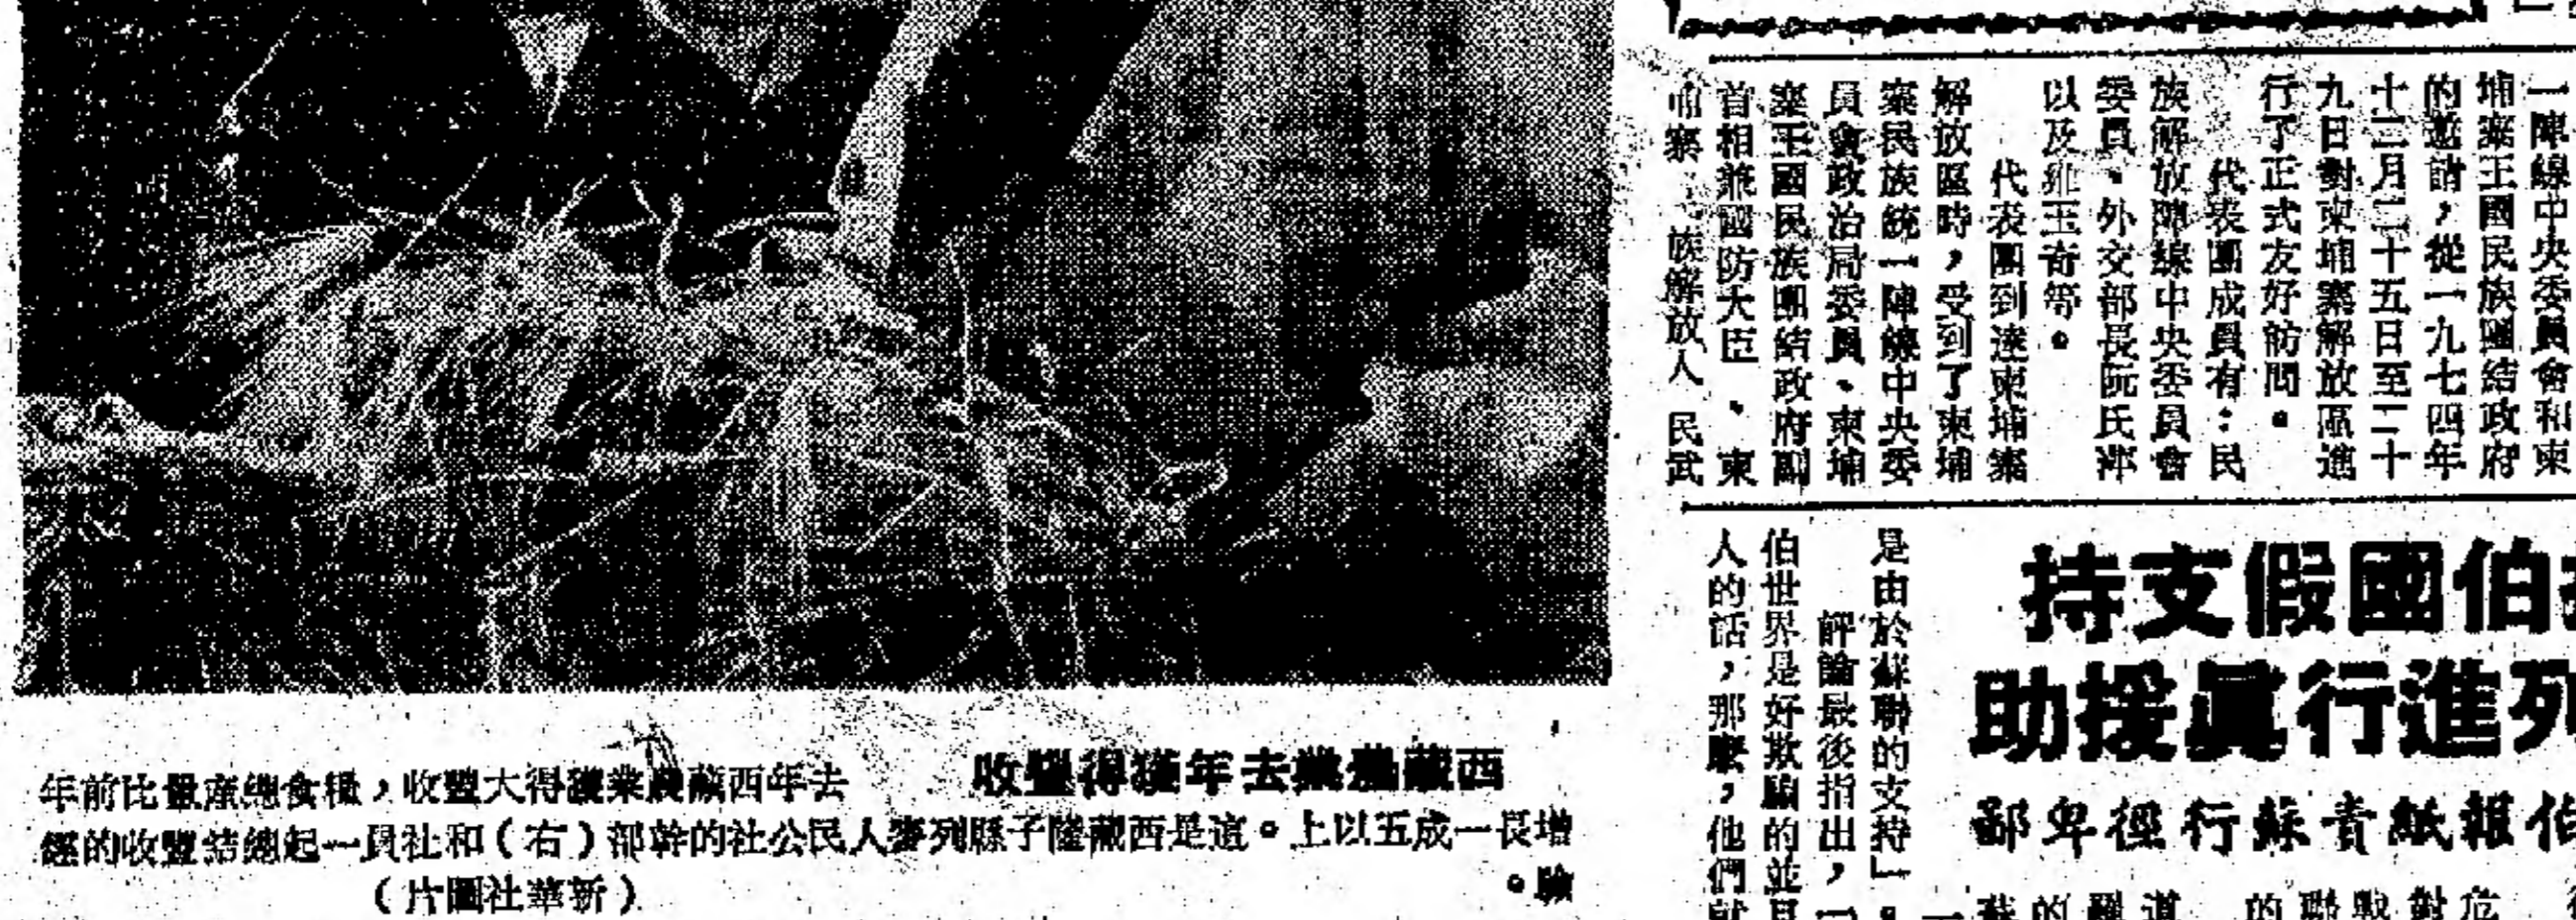 一陣線中央委員會和柬
埔寨王國民族團結政府
的邀請，從一九七四年
十二月二十五日至二十
九日對柬埔寨解放區進
行了正式友好訪問。
代表團成員有：民
族解放陣線中央委員會
委員、外交部長阮氏
以及
玉奇等。
代表團到達柬埔寨
解放區時，受到了柬埔
寨民族統一陣線中央委
員會政治局委員、柬埔
寨王國民族團結政府副
首相兼國防大臣、柬
埔寨
族解放人民武
伯國假支持
列進行眞援助
伯報紙責蘇行徑卑鄙
是由於蘇聯的支持」。
評論最後指出，
伯世界是好欺騙的並且
人的話，那麼，他們就
西藏農業去年獲得豐收
去年西藏農業獲得大豐收，糧食總產量比前年
增長一成五以上。這是西藏隆子縣列麥人民公社的幹部（右）和社員一起總結豐收的經
驗。
（新華社圖片）